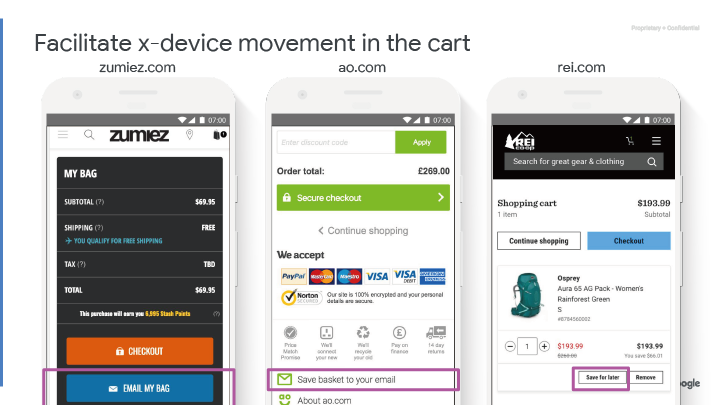 Proprietary + Confidential
Facilitate x-device movement in the cart
zumiez.com
ao.com
rei.com
07:00
zumiez
MY BAG
SUBTOTAL (?) $69.95
SHIPPING (?) FREE
YOU QUALIFY FOR FREE SHIPPING
TAX (?) TBD
TOTAL $69.95
This purchase will earn you 6,995 Stash Points (?)
CHECKOUT
EMAIL MY BAG
07:00
Enter discount code Apply
Order total: £269.00
Secure checkout
Continue shopping
We accept
PayPal MasterCard Maestro VISA VISA DEBIT AMERICAN EXPRESS
Norton SECURED
Our site is 100% encrypted and your personal
details are secure.
Price Match Promise
We'll connect your new
We'll recycle your old
Pay on finance
14 day returns
Save basket to your email
About ao.com
07:00
REI
co-op
Search for great gear & clothing
Shopping cart $193.99
1 item Subtotal
Continue shopping Checkout
Osprey
Aura 65 AG Pack - Women's
Rainforest Green
S
#8784560002
1 $193.99 $193.99
$260.00 You save $66.01
Save for later Remove
ogle